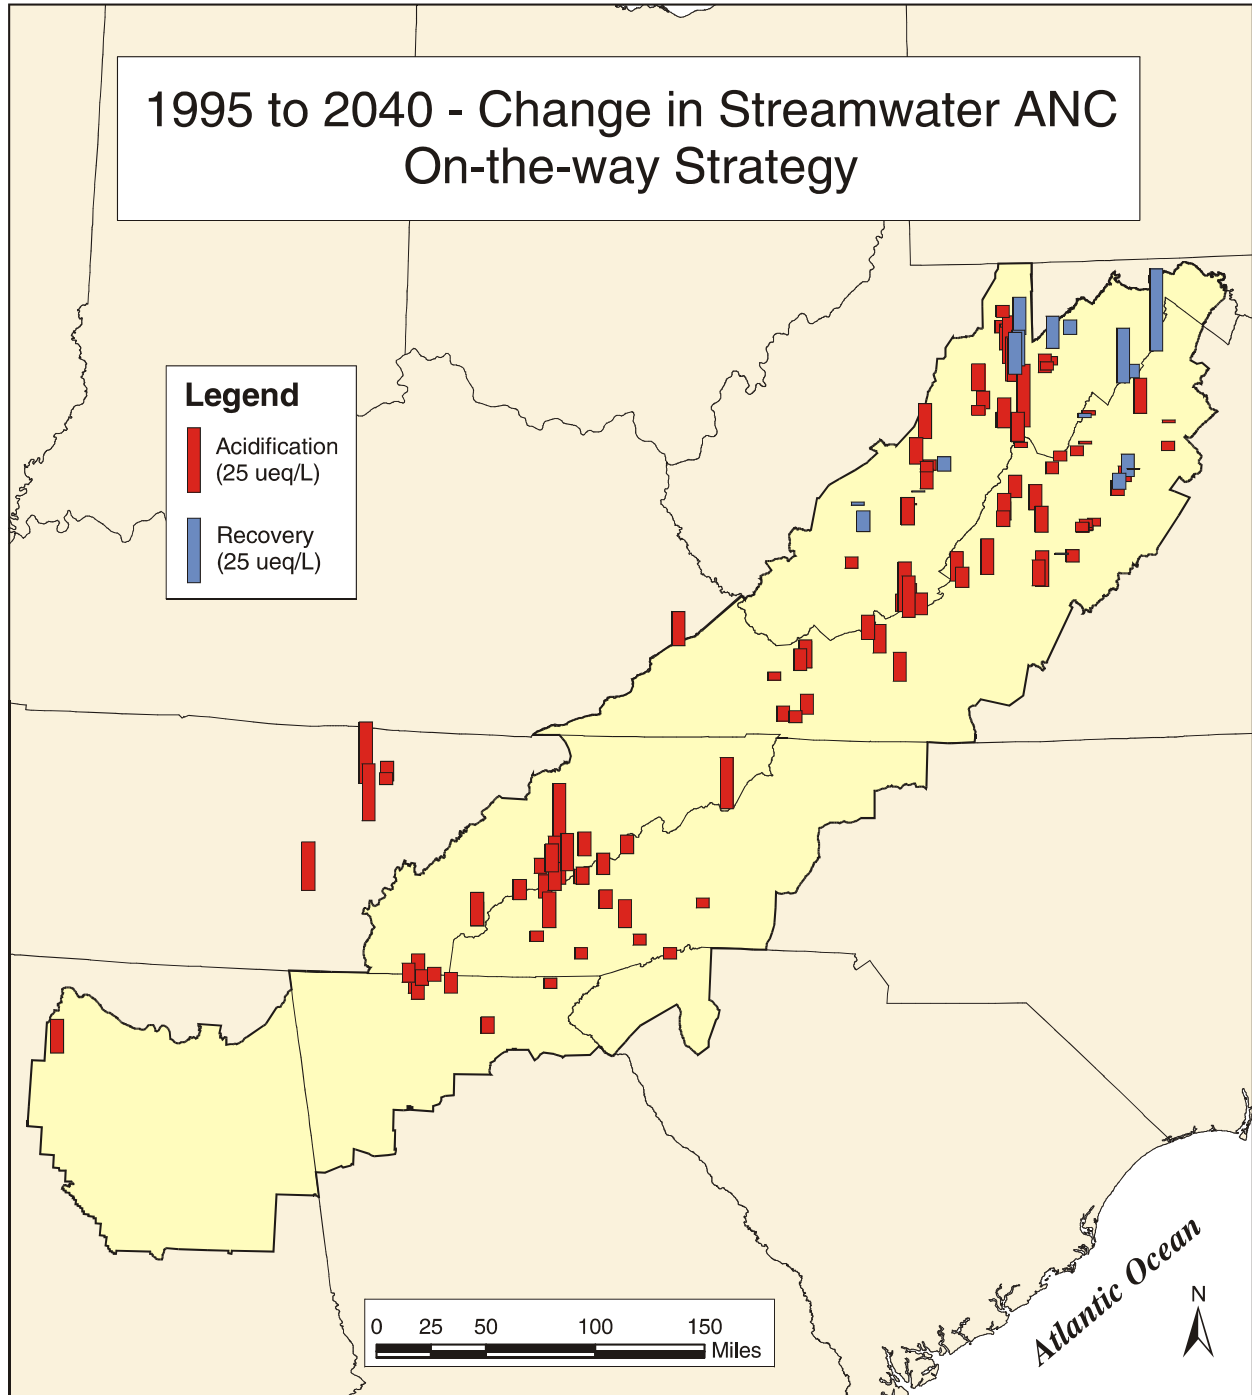 1995 to 2040 - Change in Streamwater ANC
On-the-way Strategy
Legend
Acidification
(25 ueq/L)
Recovery
(25 ueq/L)
0 25 50 100 150
Miles
Atlantic Ocean
N